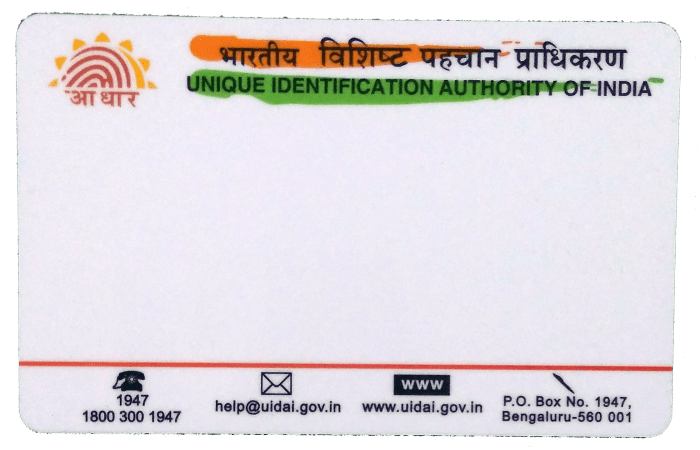 आधार
भारतीय विशिष्ट पहचान प्राधिकरण
UNIQUE IDENTIFICATION AUTHORITY OF INDIA
1947
1800 300 1947
help@uidai.gov.in
WWW
www.uidai.gov.in
P.O. Box No. 1947,
Bengaluru-560 001